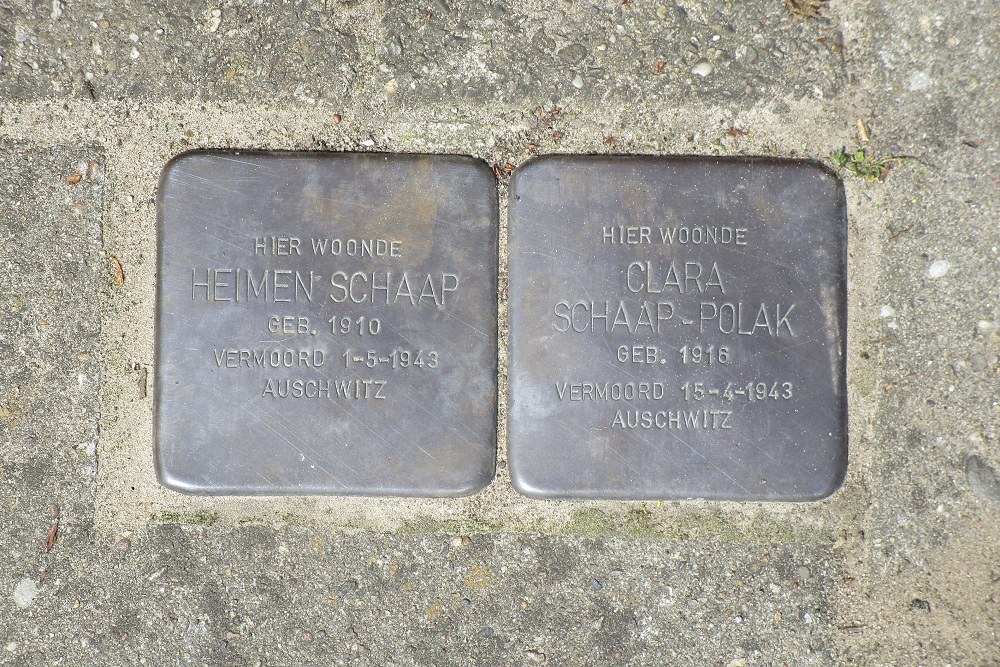 HIER WOONDE
HEIMEN SCHAAP
GEB. 1910
VERMOORD 1-5-1943
AUSCHWITZ
HIER WOONDE
CLARA
SCHAAP-POLAK
GEB. 1916
VERMOORD 15-4-1943
AUSCHWITZ